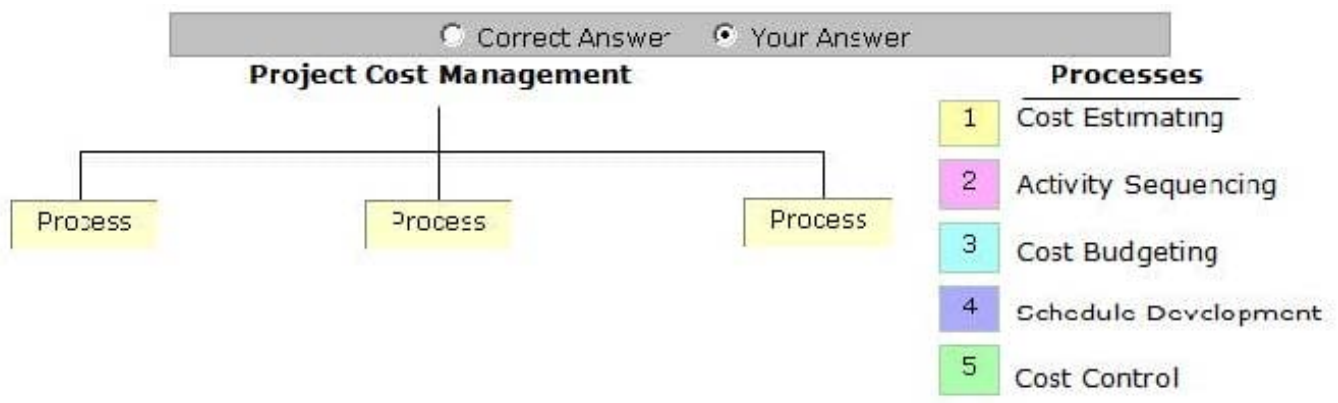 Correct Answer Your Answer
Project Cost Management
Process Process Process
Processes
1 Cost Estimating
2 Activity Sequencing
3 Cost Budgeting
4 Schedule Development
5 Cost Control